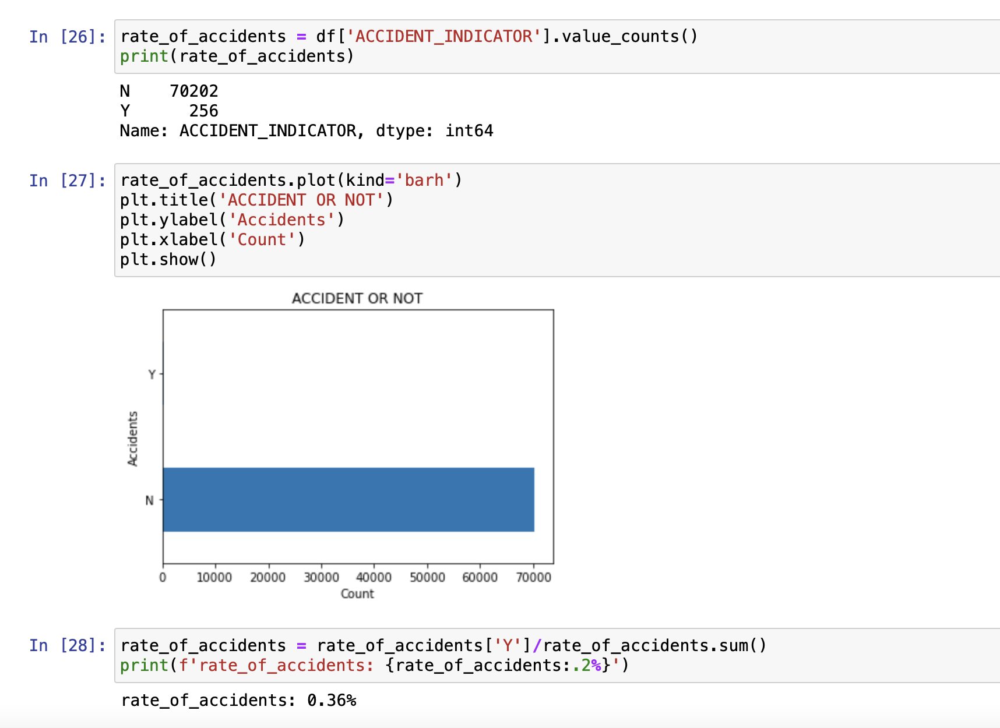 In [26]: rate_of_accidents = df['ACCIDENT_INDICATOR'].value_counts()
print(rate_of_accidents)
N    70202
Y      256
Name: ACCIDENT_INDICATOR, dtype: int64
In [27]: rate_of_accidents.plot(kind='barh')
plt.title('ACCIDENT OR NOT')
plt.ylabel('Accidents')
plt.xlabel('Count')
plt.show()
ACCIDENT OR NOT
Y
Accidents
N
0 10000 20000 30000 40000 50000 60000 70000
Count
In [28]: rate_of_accidents = rate_of_accidents['Y']/rate_of_accidents.sum()
print(f'rate_of_accidents: {rate_of_accidents:.2%}')
rate_of_accidents: 0.36%